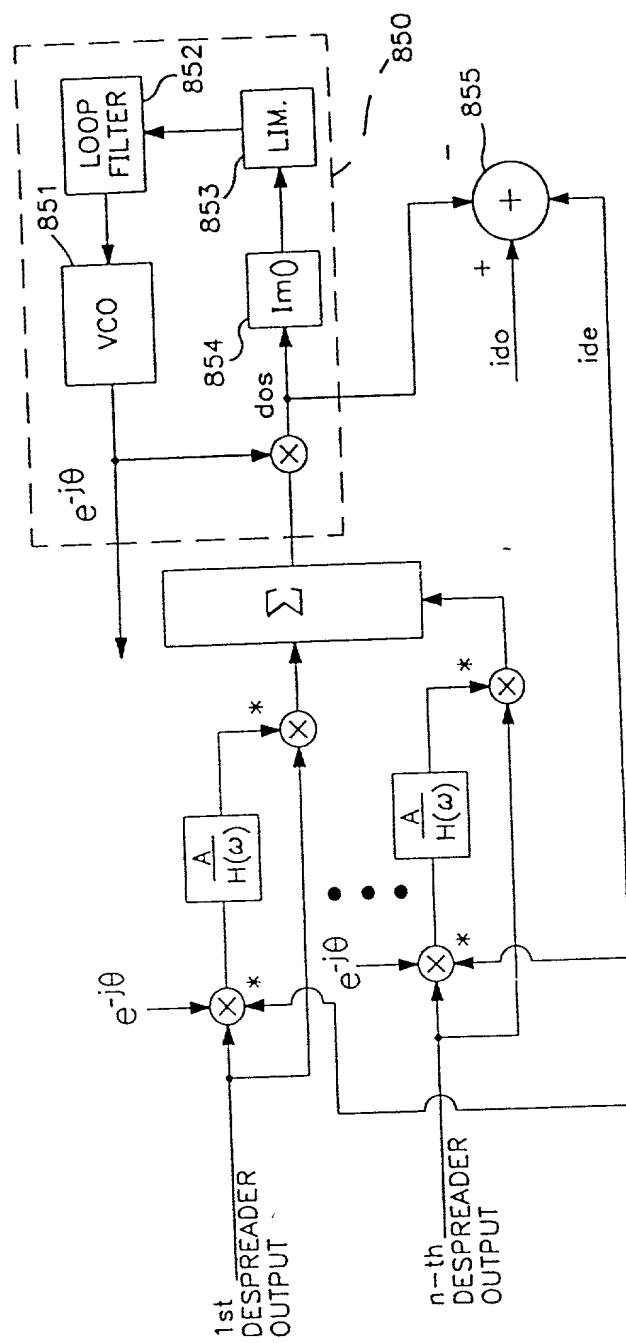 1st
DESPREADER
OUTPUT
n-th
DESPREADER
OUTPUT
e-jθ
*
A
H(ω)
*
e-jθ
*
A
H(ω)
*
Σ
e-jθ
851
VCO
852
LOOP
FILTER
853
LIM.
854
Im()
dos
850
855
+
-
+
ido
ide